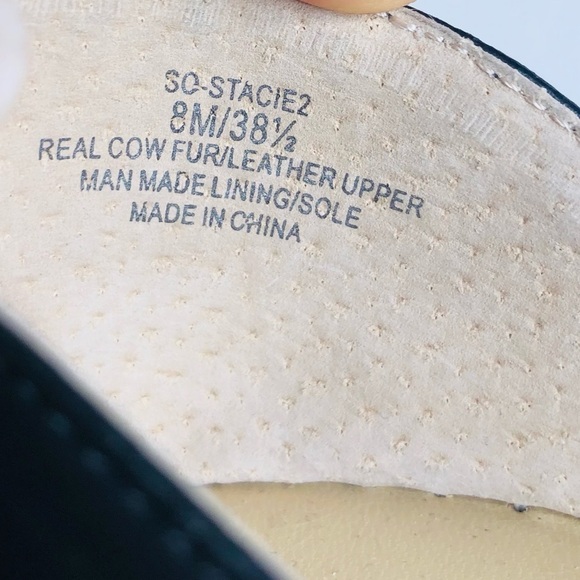 SO-STACIE2
8M/38½
REAL COW FUR/LEATHER UPPER
MAN MADE LINING/SOLE
MADE IN CHINA